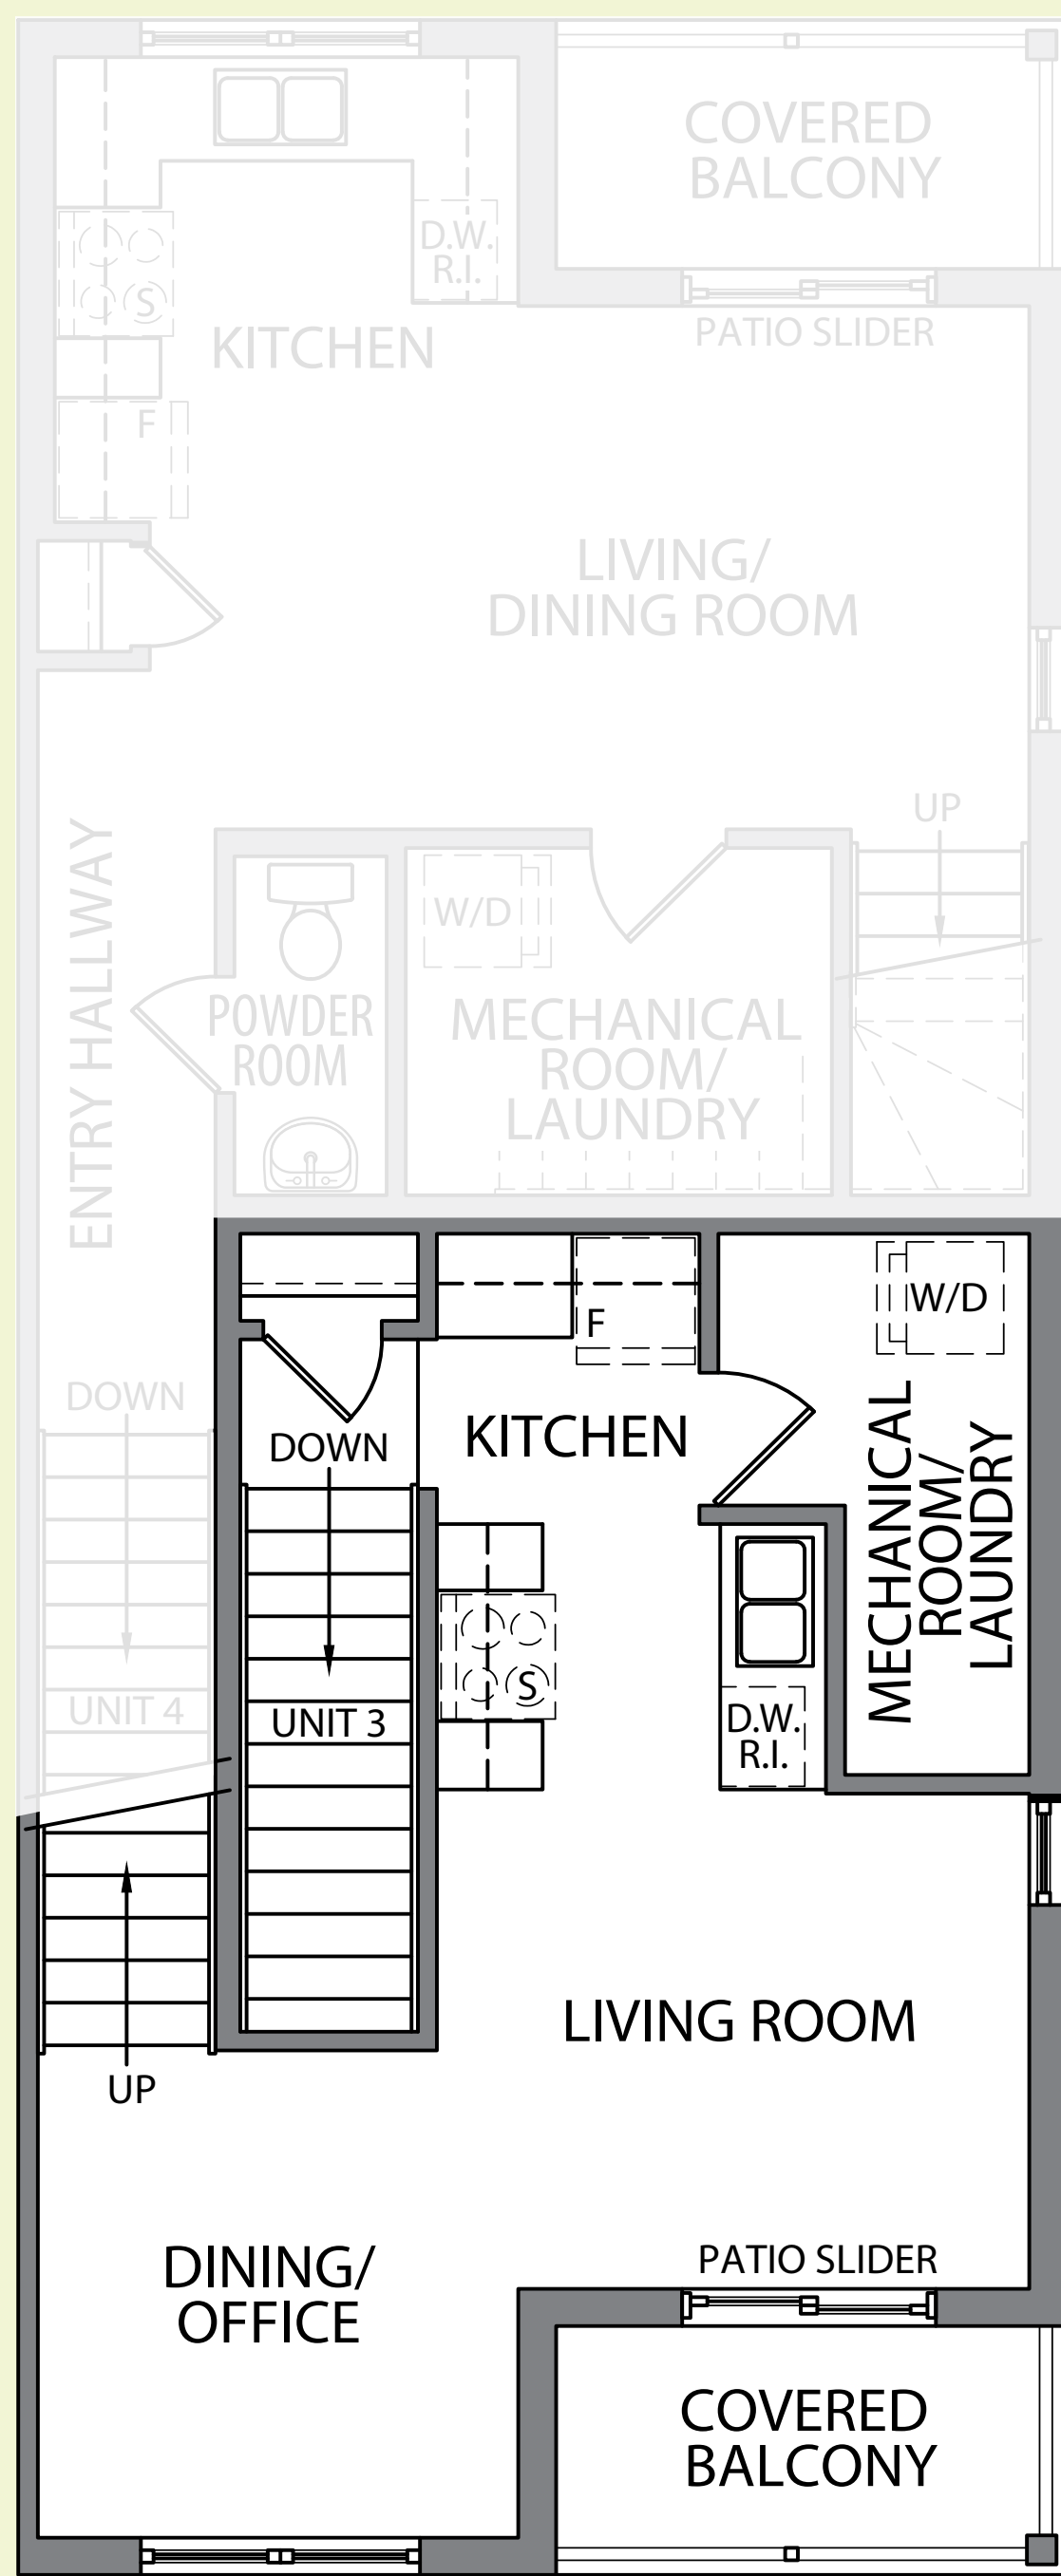 COVERED
BALCONY
D.W.
R.I.
S
KITCHEN
PATIO SLIDER
F
LIVING/
DINING ROOM
UP
ENTRY HALLWAY
W/D
POWDER
ROOM
MECHANICAL
ROOM/
LAUNDRY
W/D
F
DOWN
KITCHEN
DOWN
MECHANICAL
ROOM/
LAUNDRY
S
UNIT 4
UNIT 3
D.W.
R.I.
LIVING ROOM
UP
DINING/
OFFICE
PATIO SLIDER
COVERED
BALCONY